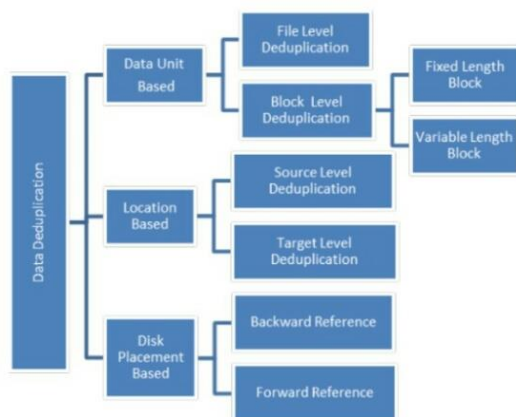 Data Deduplication
Data Unit
Based
File Level
Deduplication
Block Level
Deduplication
Fixed Length
Block
Variable Length
Block
Location
Based
Source Level
Deduplication
Target Level
Deduplication
Disk
Placement
Based
Backward Reference
Forward Reference